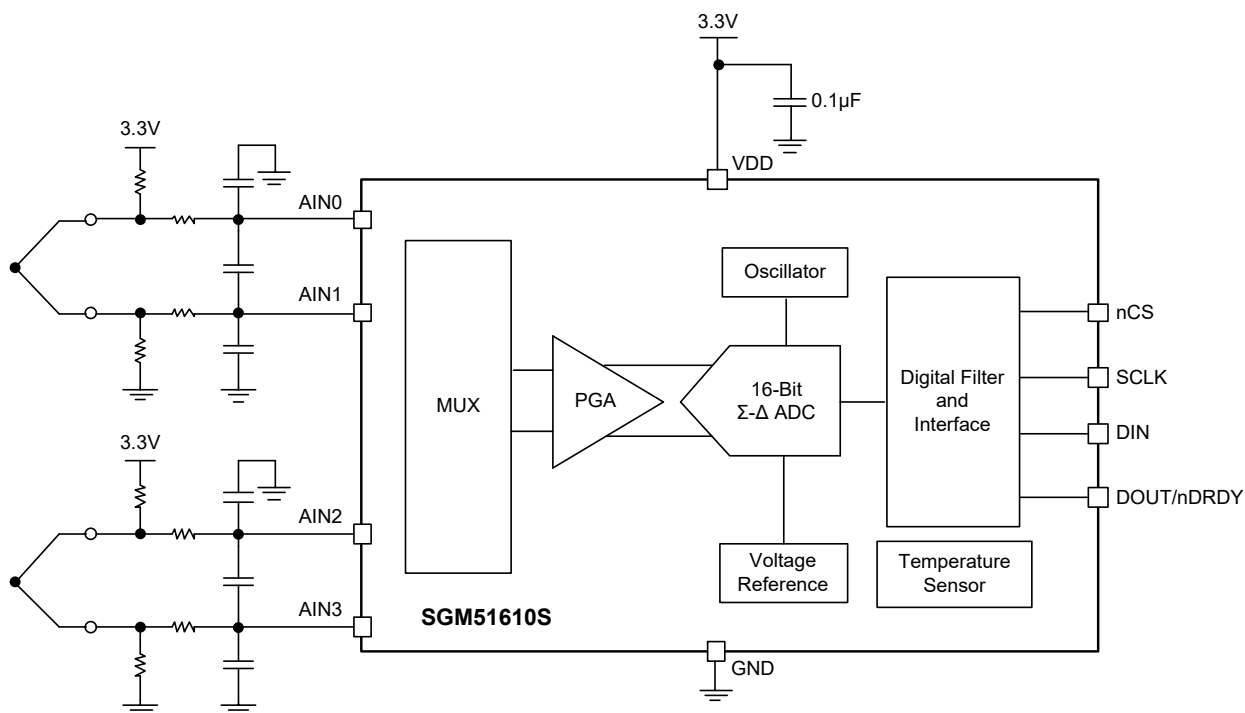 3.3V
0.1µF
VDD
3.3V
AIN0
AIN1
MUX
PGA
Oscillator
16-Bit
Σ-Δ ADC
Voltage
Reference
Digital Filter
and
Interface
Temperature
Sensor
nCS
SCLK
DIN
DOUT/nDRDY
3.3V
AIN2
AIN3
SGM51610S
GND